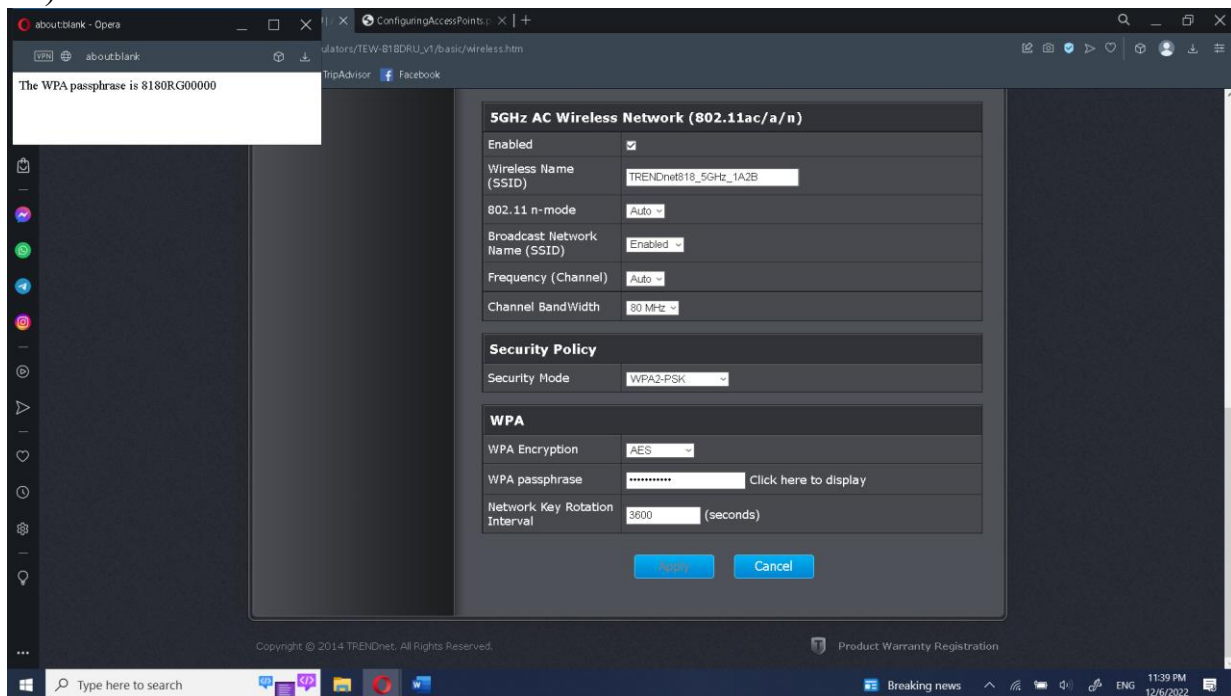 about:blank - Opera
ConfiguringAccessPoints.p
VPN about:blank
ulators/TEW-818DRU_v1/basic/wireless.htm
TripAdvisor Facebook
The WPA passphrase is 8180RG00000
5GHz AC Wireless Network (802.11ac/a/n)
Enabled
Wireless Name
(SSID)
TRENDnet818_5GHz_1A2B
802.11 n-mode
Auto
Broadcast Network
Name (SSID)
Enabled
Frequency (Channel)
Auto
Channel BandWidth
80 MHz
Security Policy
Security Mode
WPA2-PSK
WPA
WPA Encryption
AES
WPA passphrase
•••••••••••
Click here to display
Network Key Rotation
Interval
3600 (seconds)
Apply Cancel
Copyright © 2014 TRENDnet. All Rights Reserved.
Product Warranty Registration
Type here to search
Breaking news
ENG
11:39 PM
12/6/2022